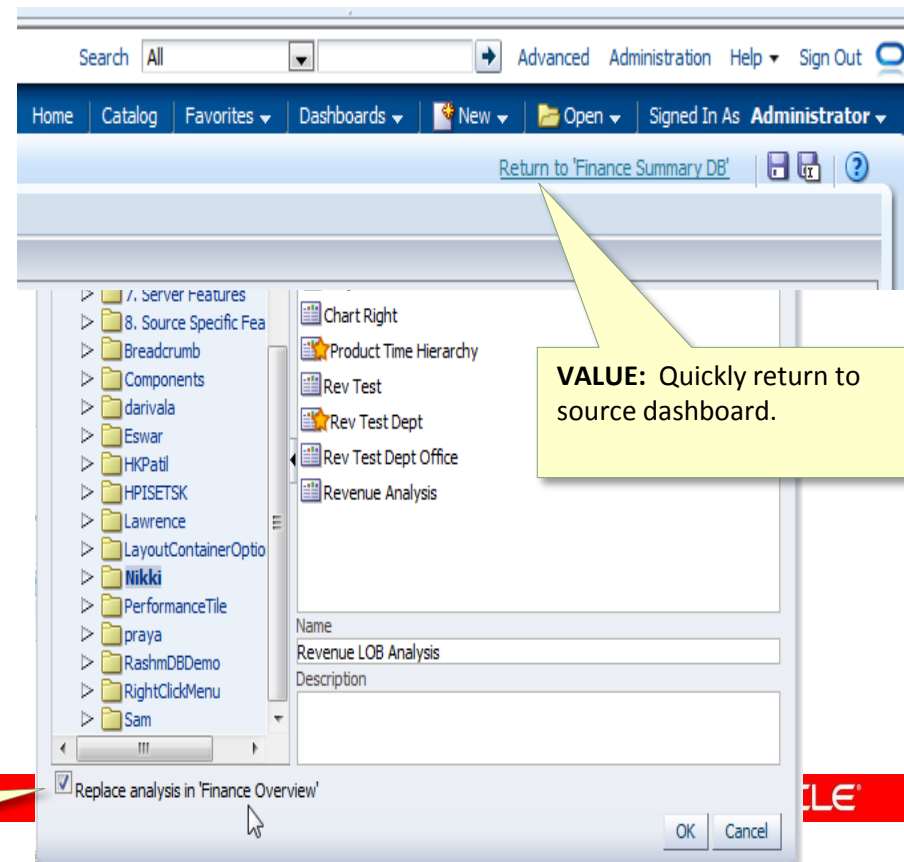 Search All Advanced Administration Help Sign Out
Home Catalog Favorites Dashboards New Open Signed In As Administrator
Return to 'Finance Summary DB'
7. Server Features
8. Source Specific Fea
Breadcrumb
Components
darivala
Eswar
HKPatil
HPISETSK
Lawrence
LayoutContainerOptio
Nikki
PerformanceTile
praya
RashmDBDemo
RightClickMenu
Sam
Chart Right
Product Time Hierarchy
Rev Test
Rev Test Dept
Rev Test Dept Office
Revenue Analysis
VALUE: Quickly return to
source dashboard.
Name
Revenue LOB Analysis
Description
Replace analysis in 'Finance Overview'
OK Cancel
CLE